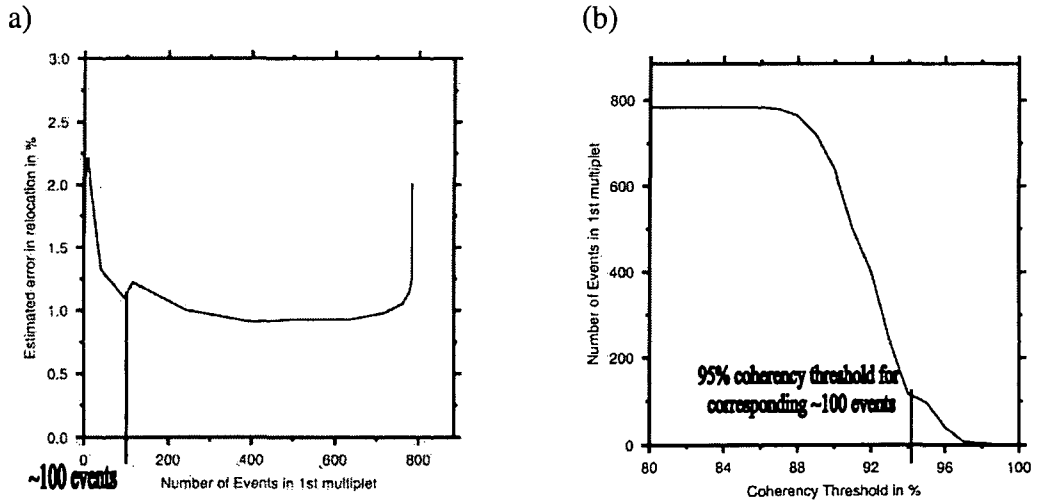 a)
3.0
2.5
2.0
1.5
1.0
0.5
0.0
Estimated error in relocation in %
0 200 400 600 800
~100 events
Number of Events in 1st multiplet
(b)
800
600
400
200
0
Number of Events in 1st multiplet
95% coherency threshold for
corresponding ~100 events
80 84 88 92 96 100
Coherency Threshold in %